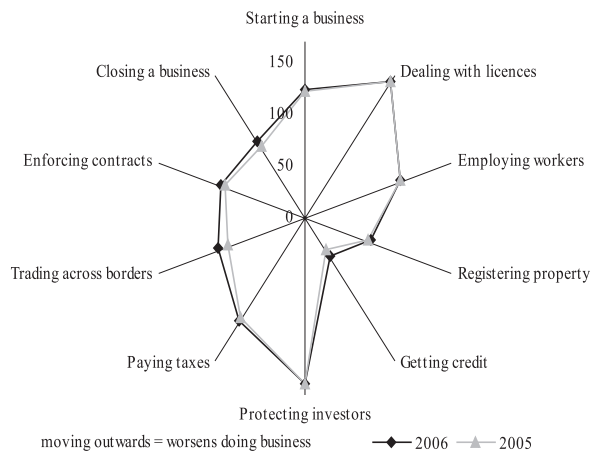 Starting a business
150
Closing a business
Dealing with licences
100
Enforcing contracts
Employing workers
50
0
Trading across borders
Registering property
Paying taxes
Getting credit
Protecting investors
moving outwards = worsens doing business
2006
2005